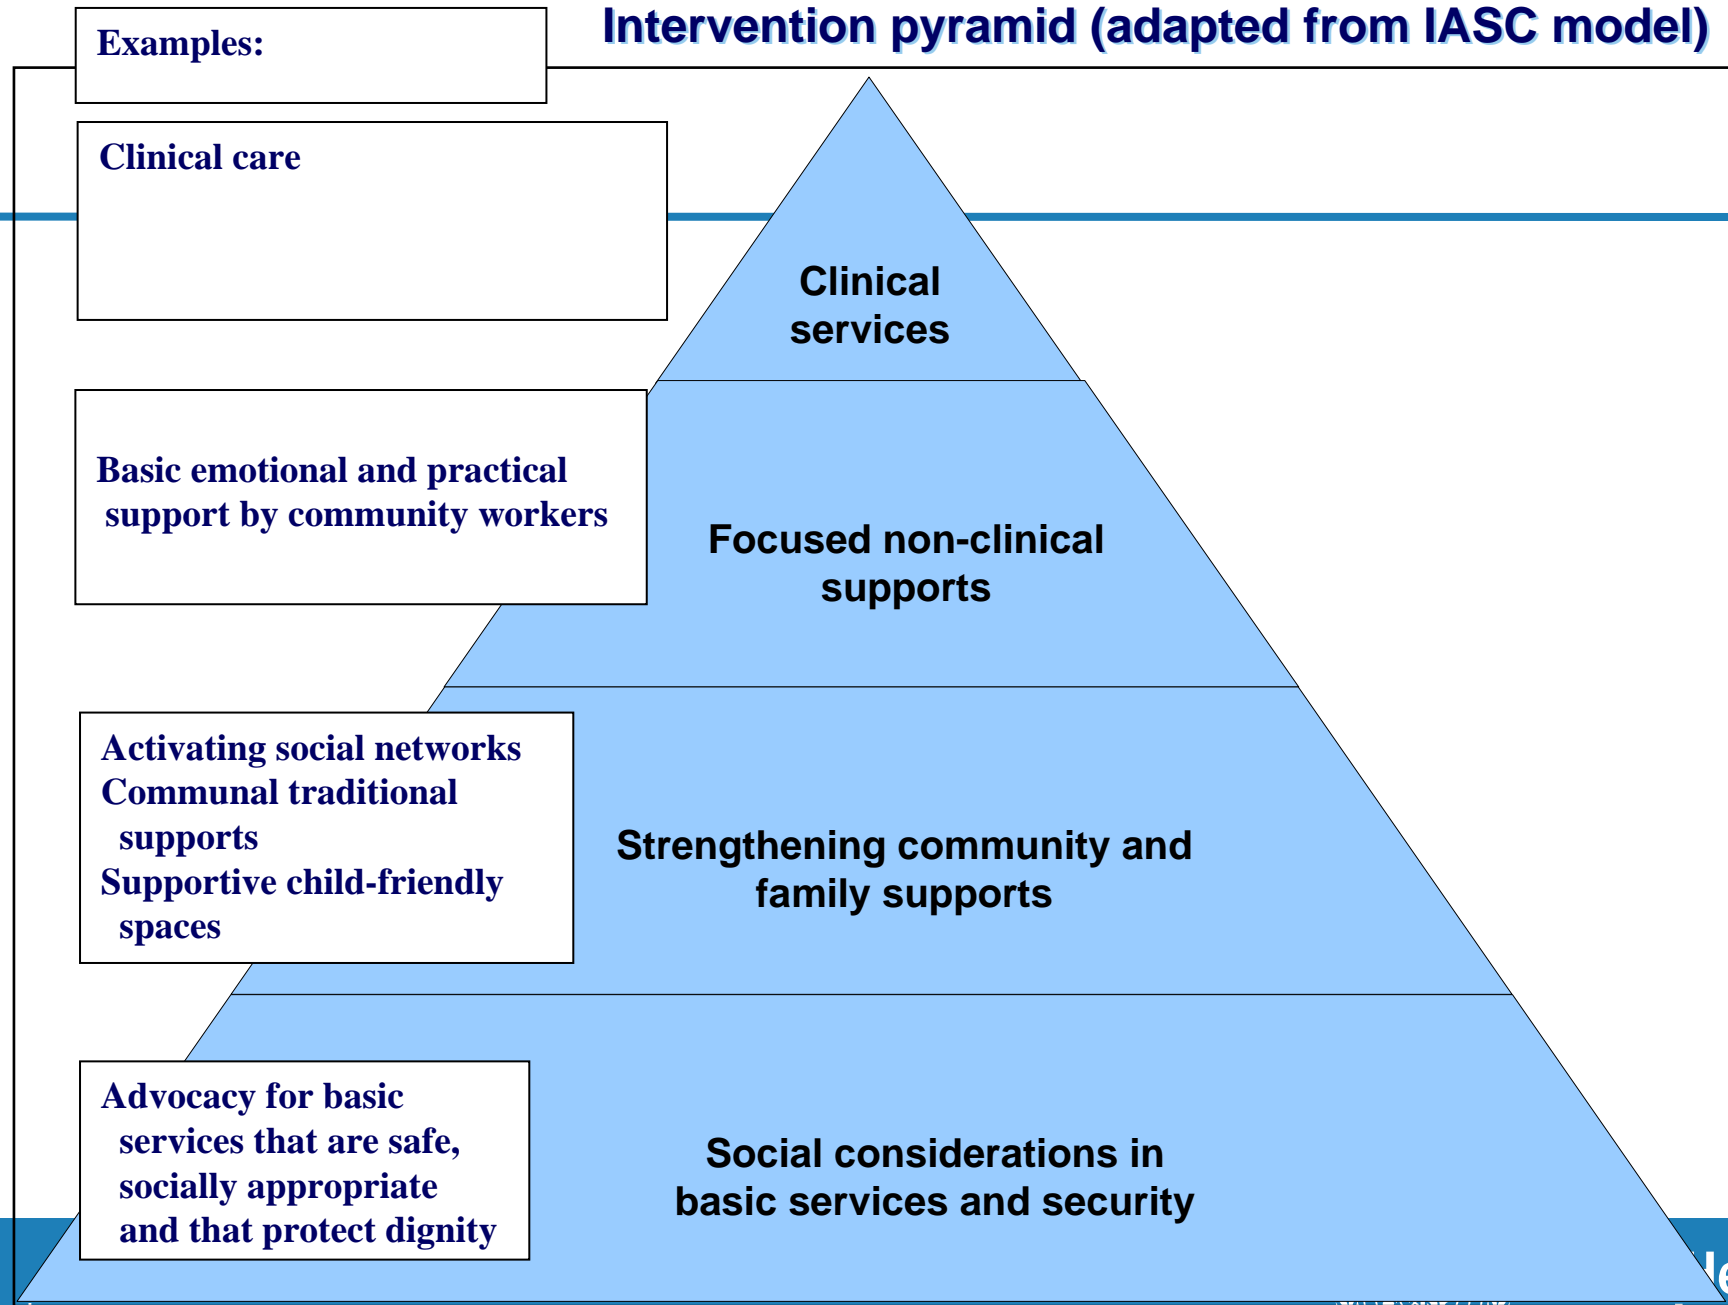 Intervention pyramid (adapted from IASC model)
Examples:
Clinical care
Clinical
services
Basic emotional and practical
support by community workers
Focused non-clinical
supports
Activating social networks
Communal traditional
supports
Supportive child-friendly
spaces
Strengthening community and
family supports
Advocacy for basic
services that are safe,
socially appropriate
and that protect dignity
Social considerations in
basic services and security